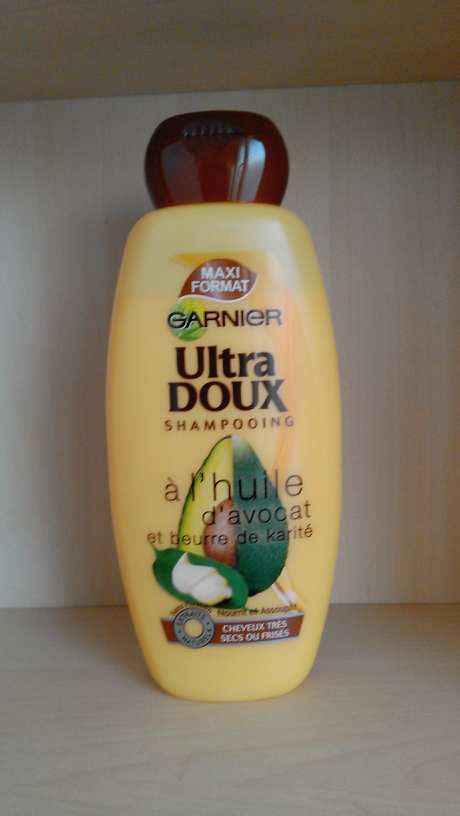 MAXI
FORMAT
GARNIER
Ultra
DOUX
SHAMPOOING
à l'huile
d'avocat
et beurre de karité
Nourrit et Assouplit
CHEVEUX TRÈS
SECS OU FRISÉS